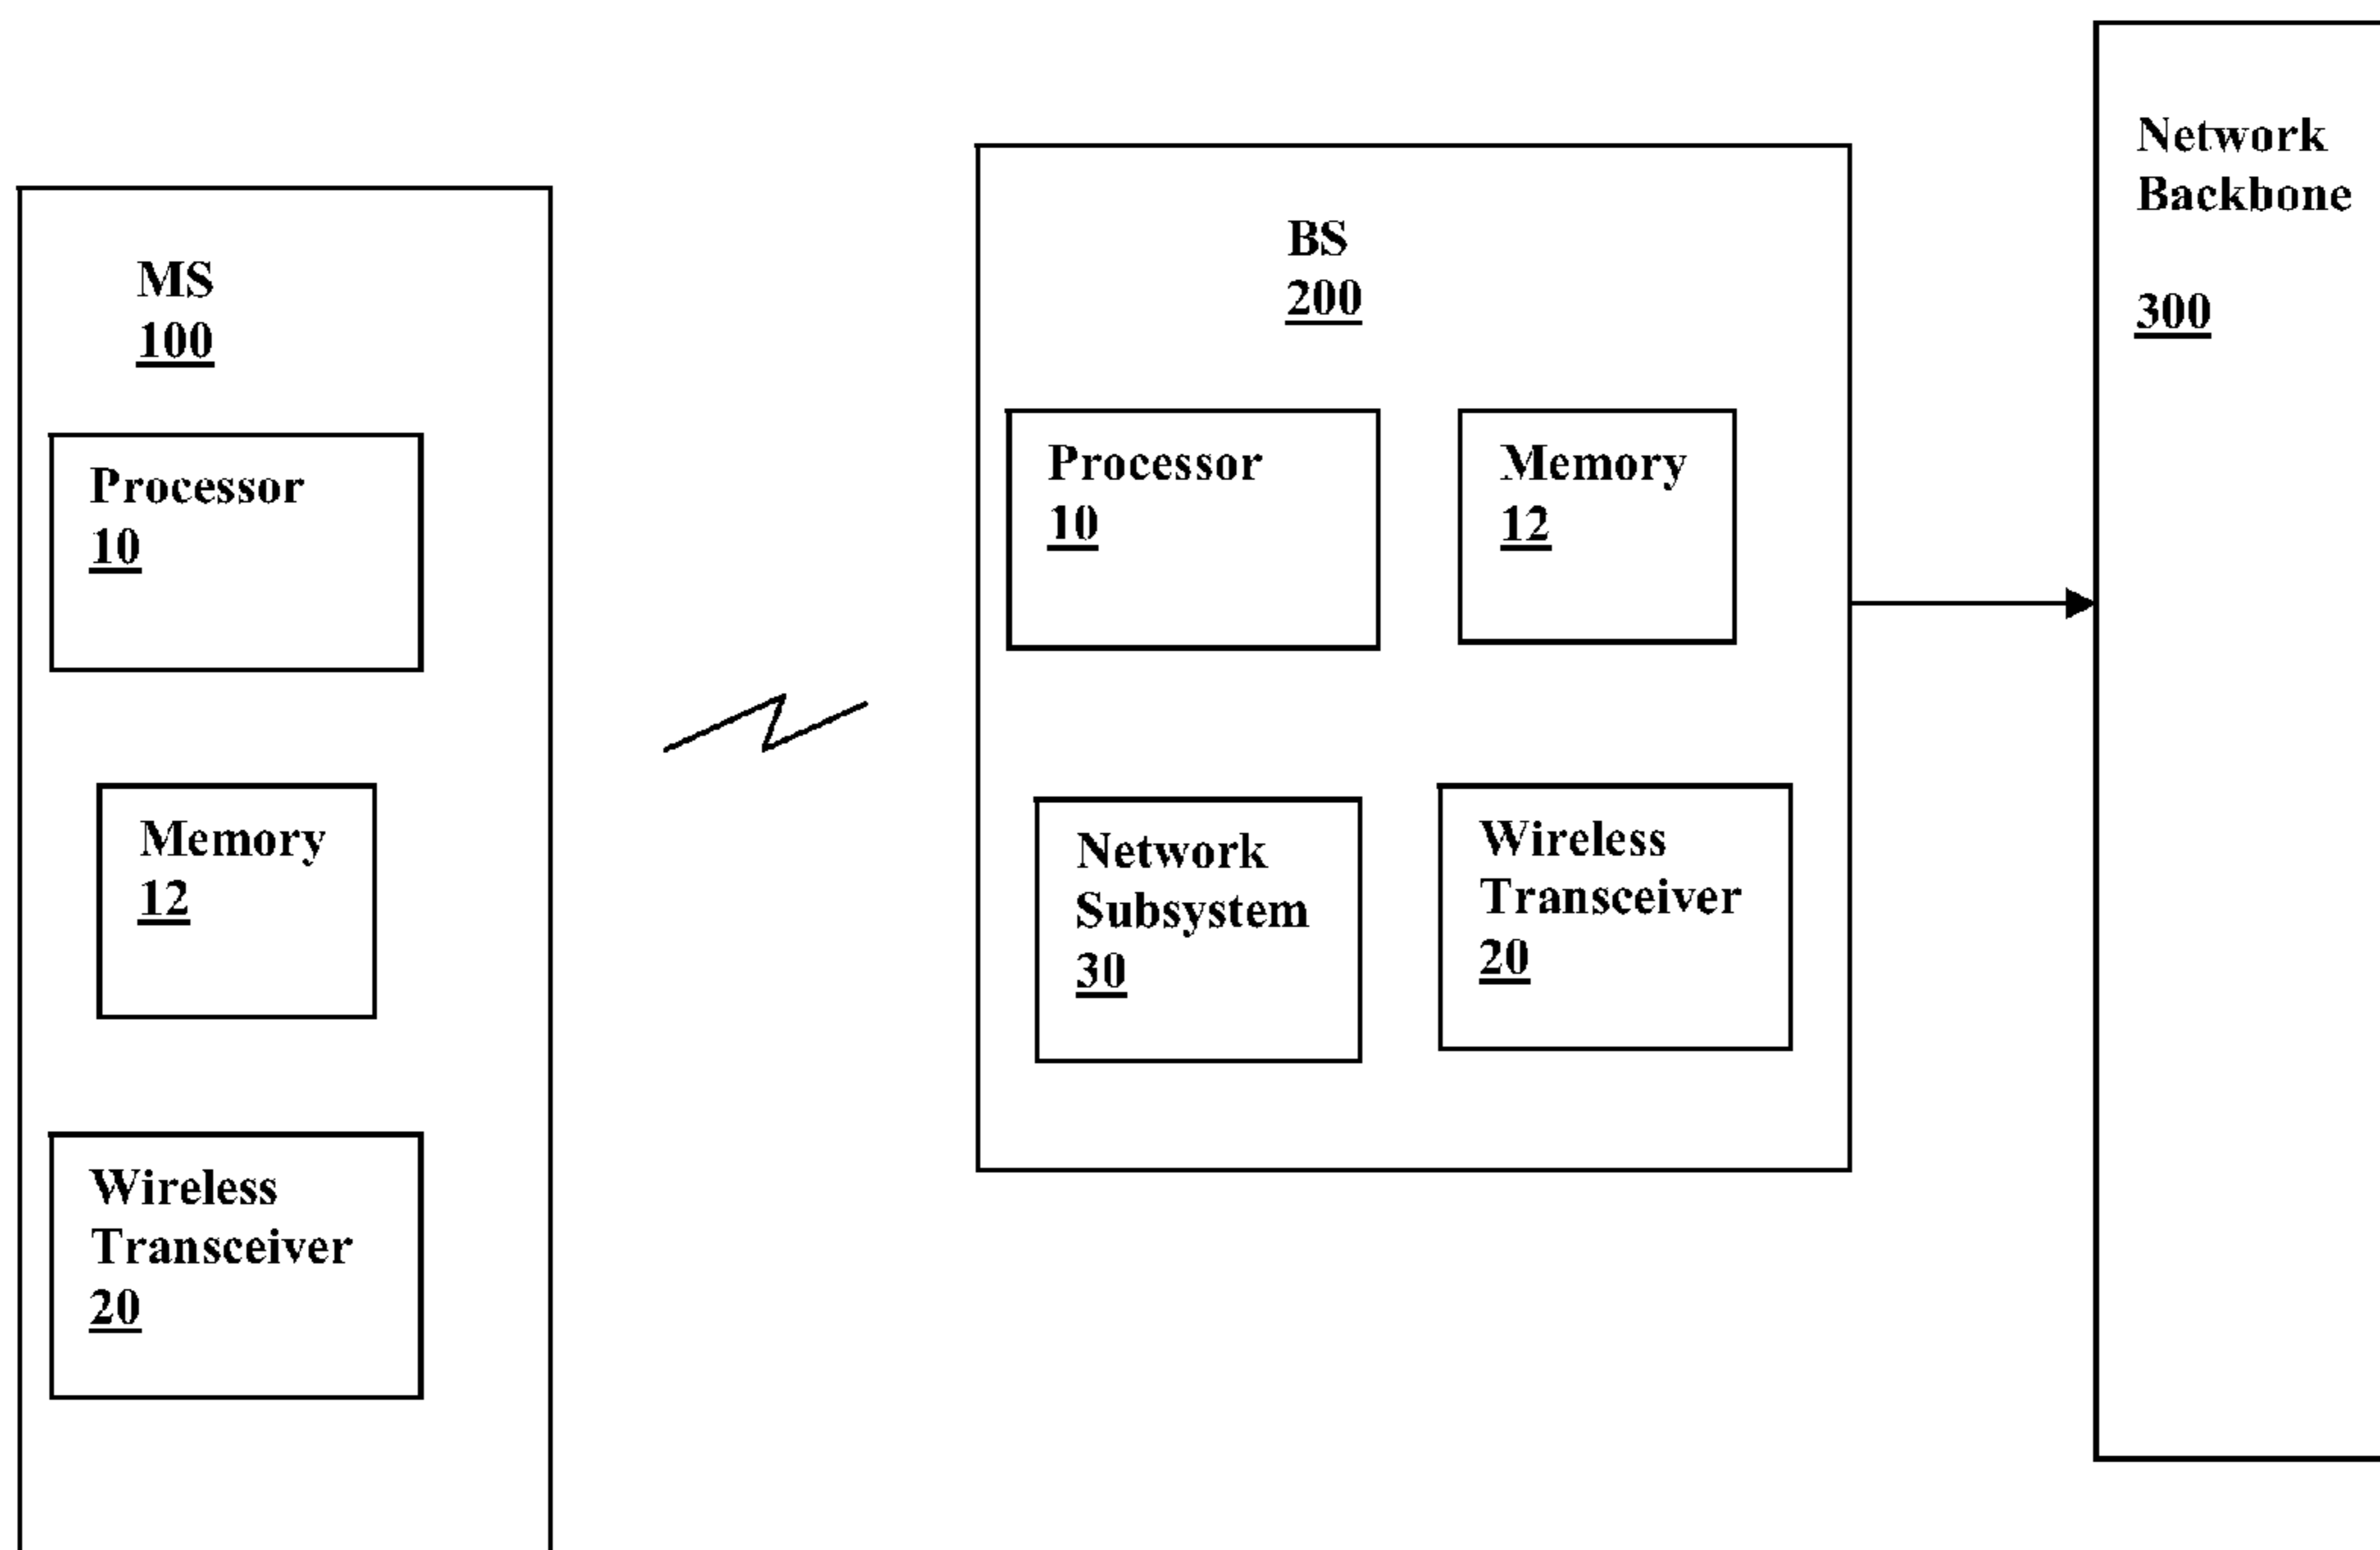 MS
100
Processor
10
Memory
12
Wireless
Transceiver
20
BS
200
Processor
10
Memory
12
Network
Subsystem
30
Wireless
Transceiver
20
Network
Backbone
300